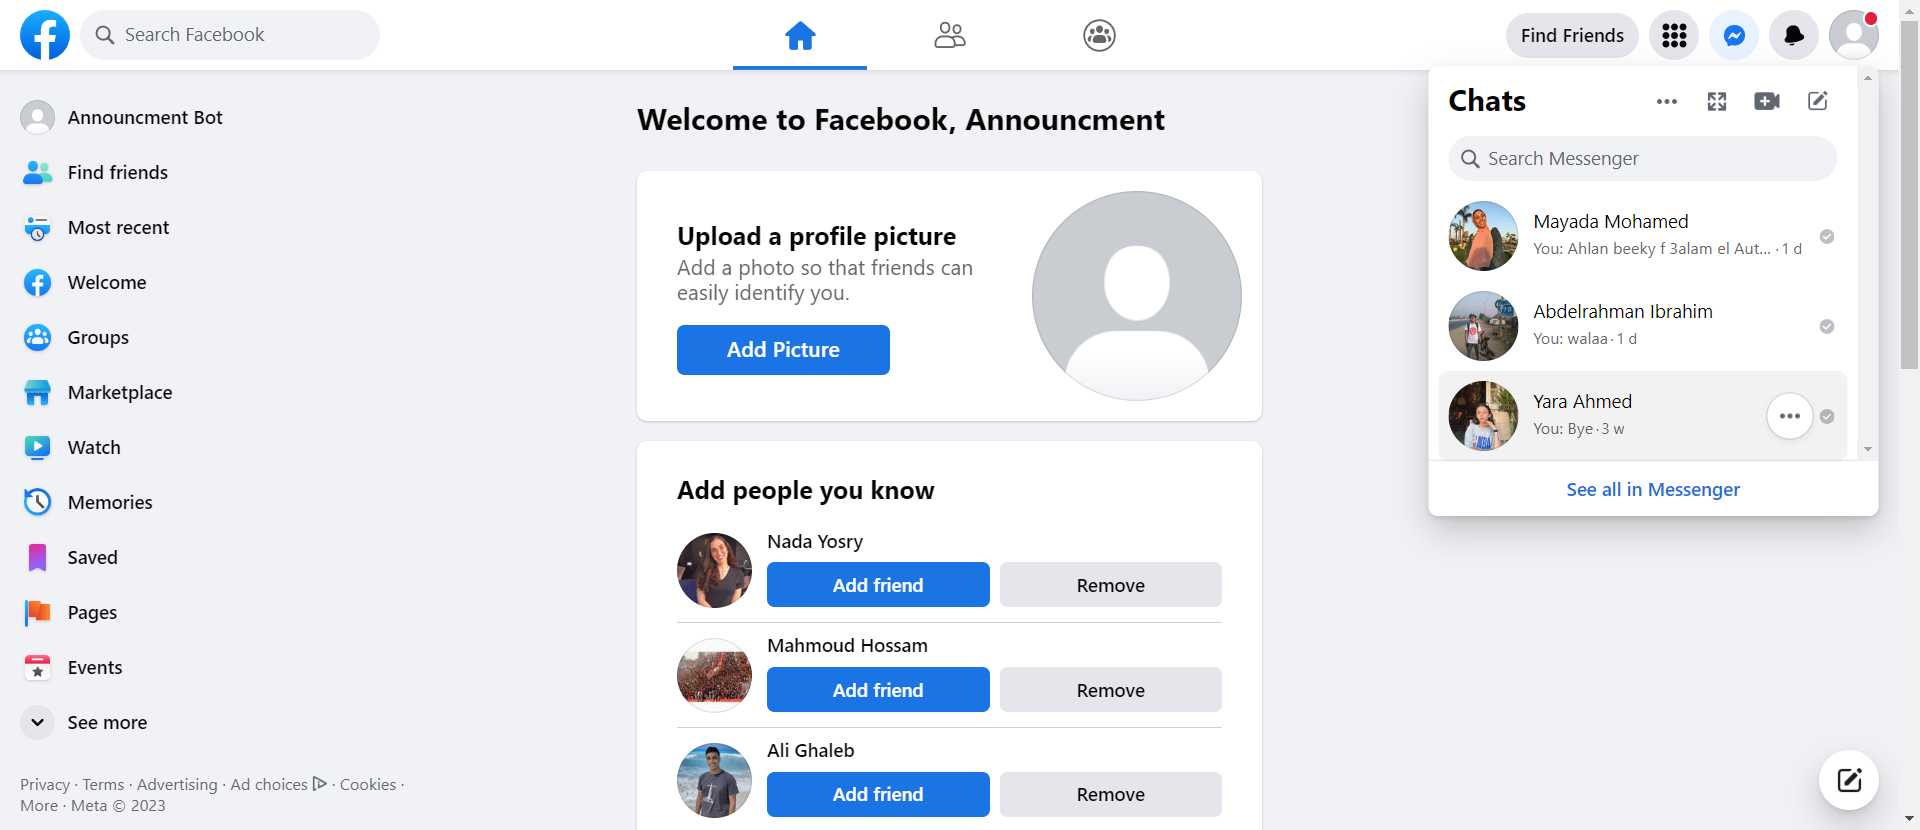 Search Facebook
Find Friends
Announcment Bot
Find friends
Most recent
Welcome
Groups
Marketplace
Watch
Memories
Saved
Pages
Events
See more
Privacy · Terms · Advertising · Ad choices · Cookies ·
More · Meta © 2023
Welcome to Facebook, Announcment
Upload a profile picture
Add a photo so that friends can
easily identify you.
Add Picture
Add people you know
Nada Yosry
Add friend Remove
Mahmoud Hossam
Add friend Remove
Ali Ghaleb
Add friend Remove
Chats
Search Messenger
Mayada Mohamed
You: Ahlan beeky f 3alam el Aut... · 1 d
Abdelrahman Ibrahim
You: walaa · 1 d
Yara Ahmed
You: Bye · 3 w
See all in Messenger